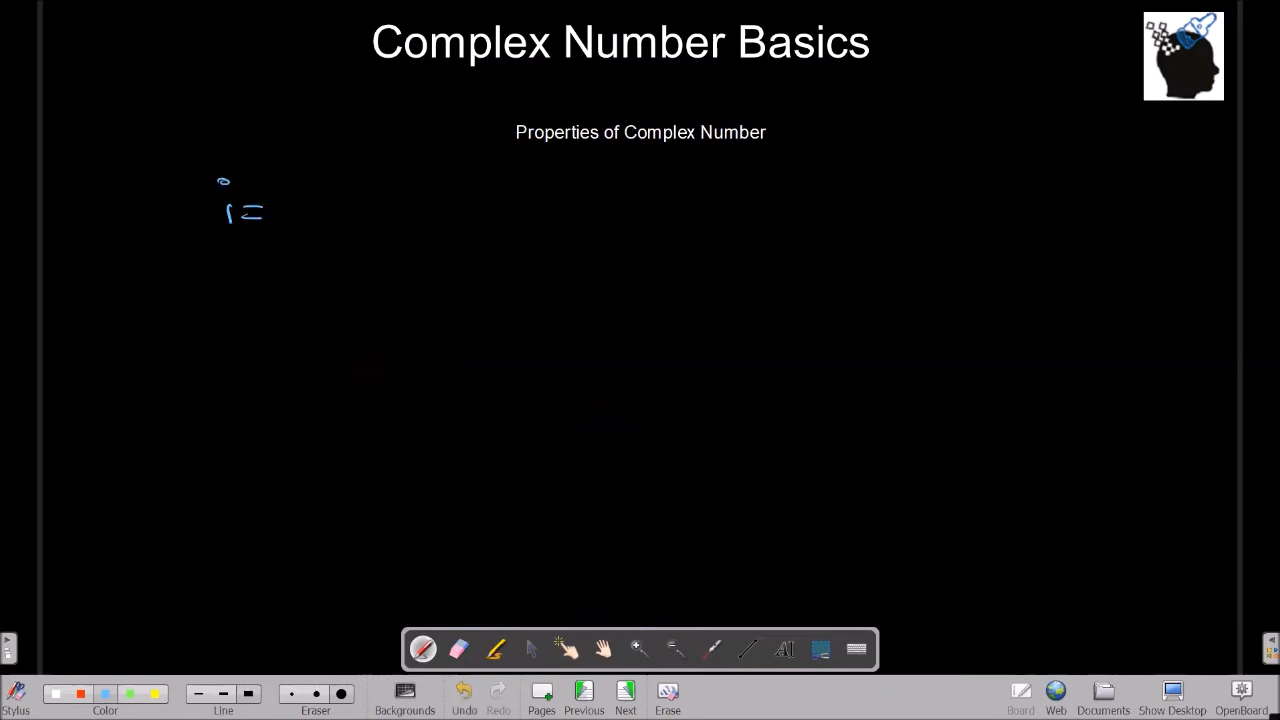 Complex Number Basics
Properties of Complex Number
i =
Stylus
Color
Line
Eraser
Backgrounds
Undo
Redo
Pages
Previous
Next
Erase
Board
Web
Documents
Show Desktop
OpenBoard
AI